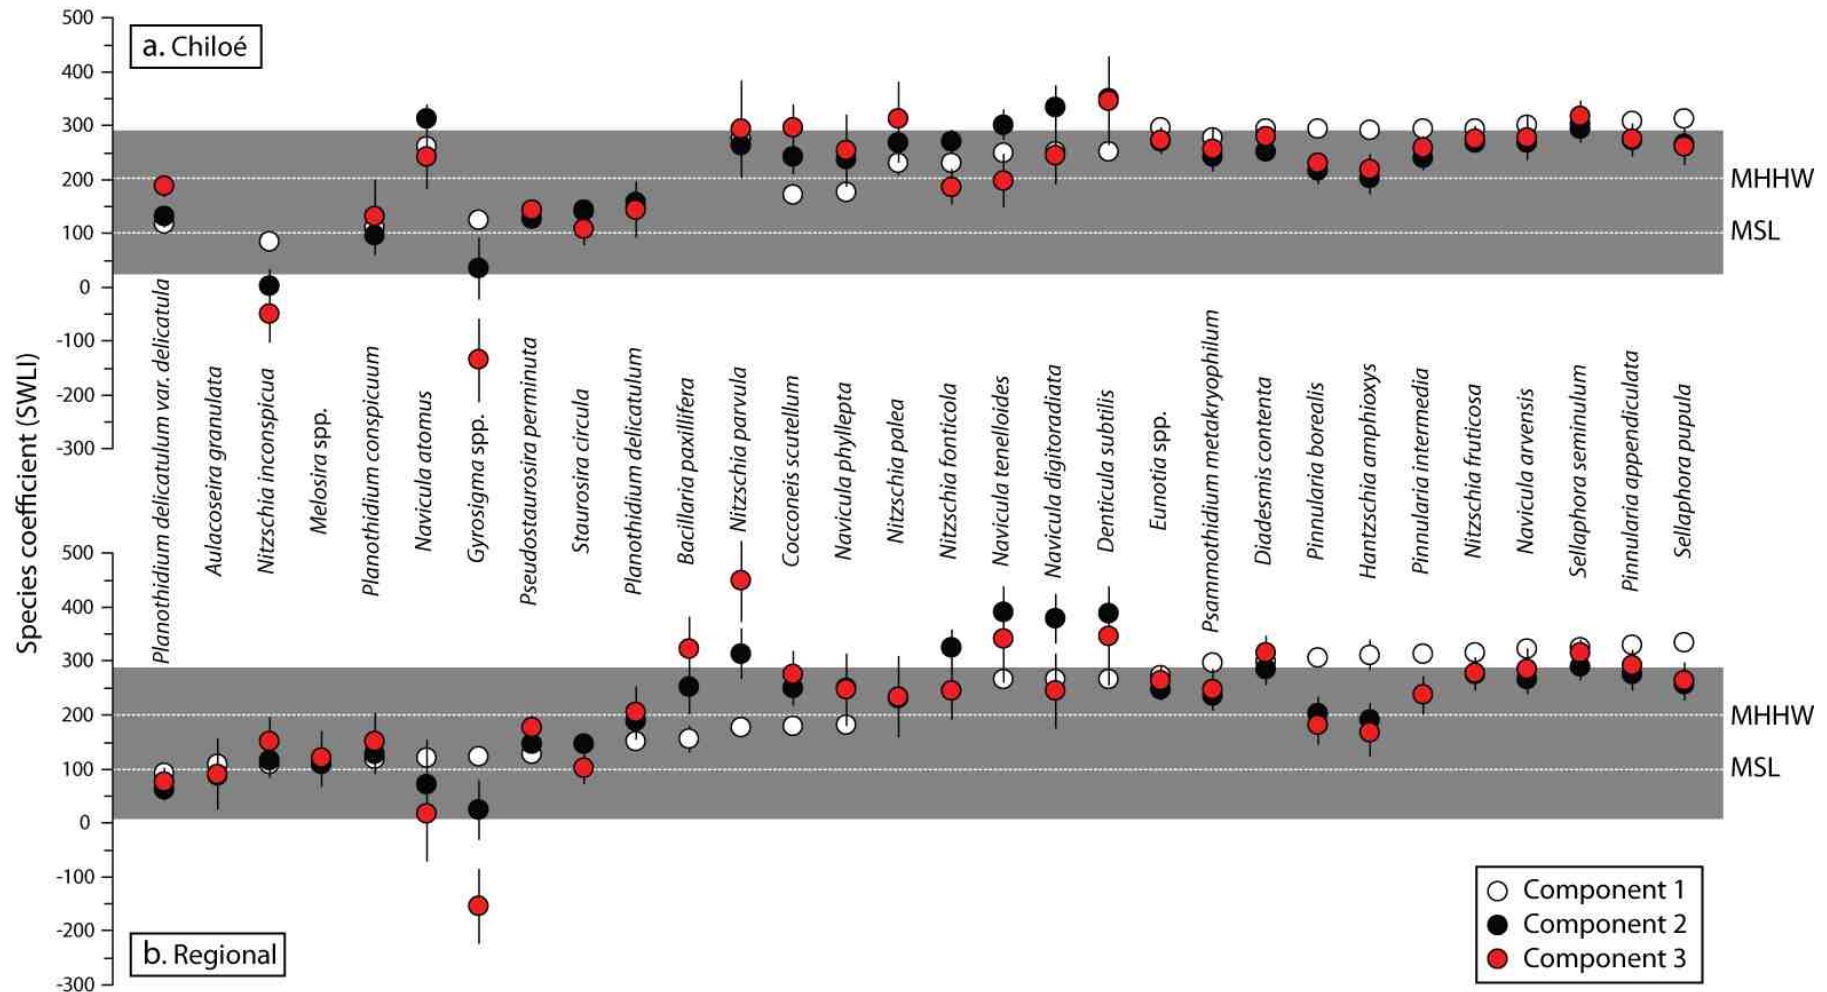 a. Chiloé
500
400
300
200
100
0
-100
-200
-300
MHHW
MSL
Species coefficient (SWLI)
Planothidium delicatulum var. delicatula
Aulacoseira granulata
Nitzschia inconspicua
Melosira spp.
Planothidium conspicuum
Navicula atomus
Gyrosigma spp.
Pseudostaurosira perminuta
Staurosira circula
Planothidium delicatulum
Bacillaria paxillifera
Nitzschia parvula
Cocconeis scutellum
Navicula phyllepta
Nitzschia palea
Nitzschia fonticola
Navicula tenelloides
Navicula digitoradiata
Denticula subtilis
Eunotia spp.
Psammothidium metakryophilum
Diadesmis contenta
Pinnularia borealis
Hantzschia amphioxys
Pinnularia intermedia
Nitzschia fruticosa
Navicula arvensis
Sellaphora seminulum
Pinnularia appendiculata
Sellaphora pupula
500
400
300
200
100
0
-100
-200
-300
MHHW
MSL
b. Regional
Component 1
Component 2
Component 3